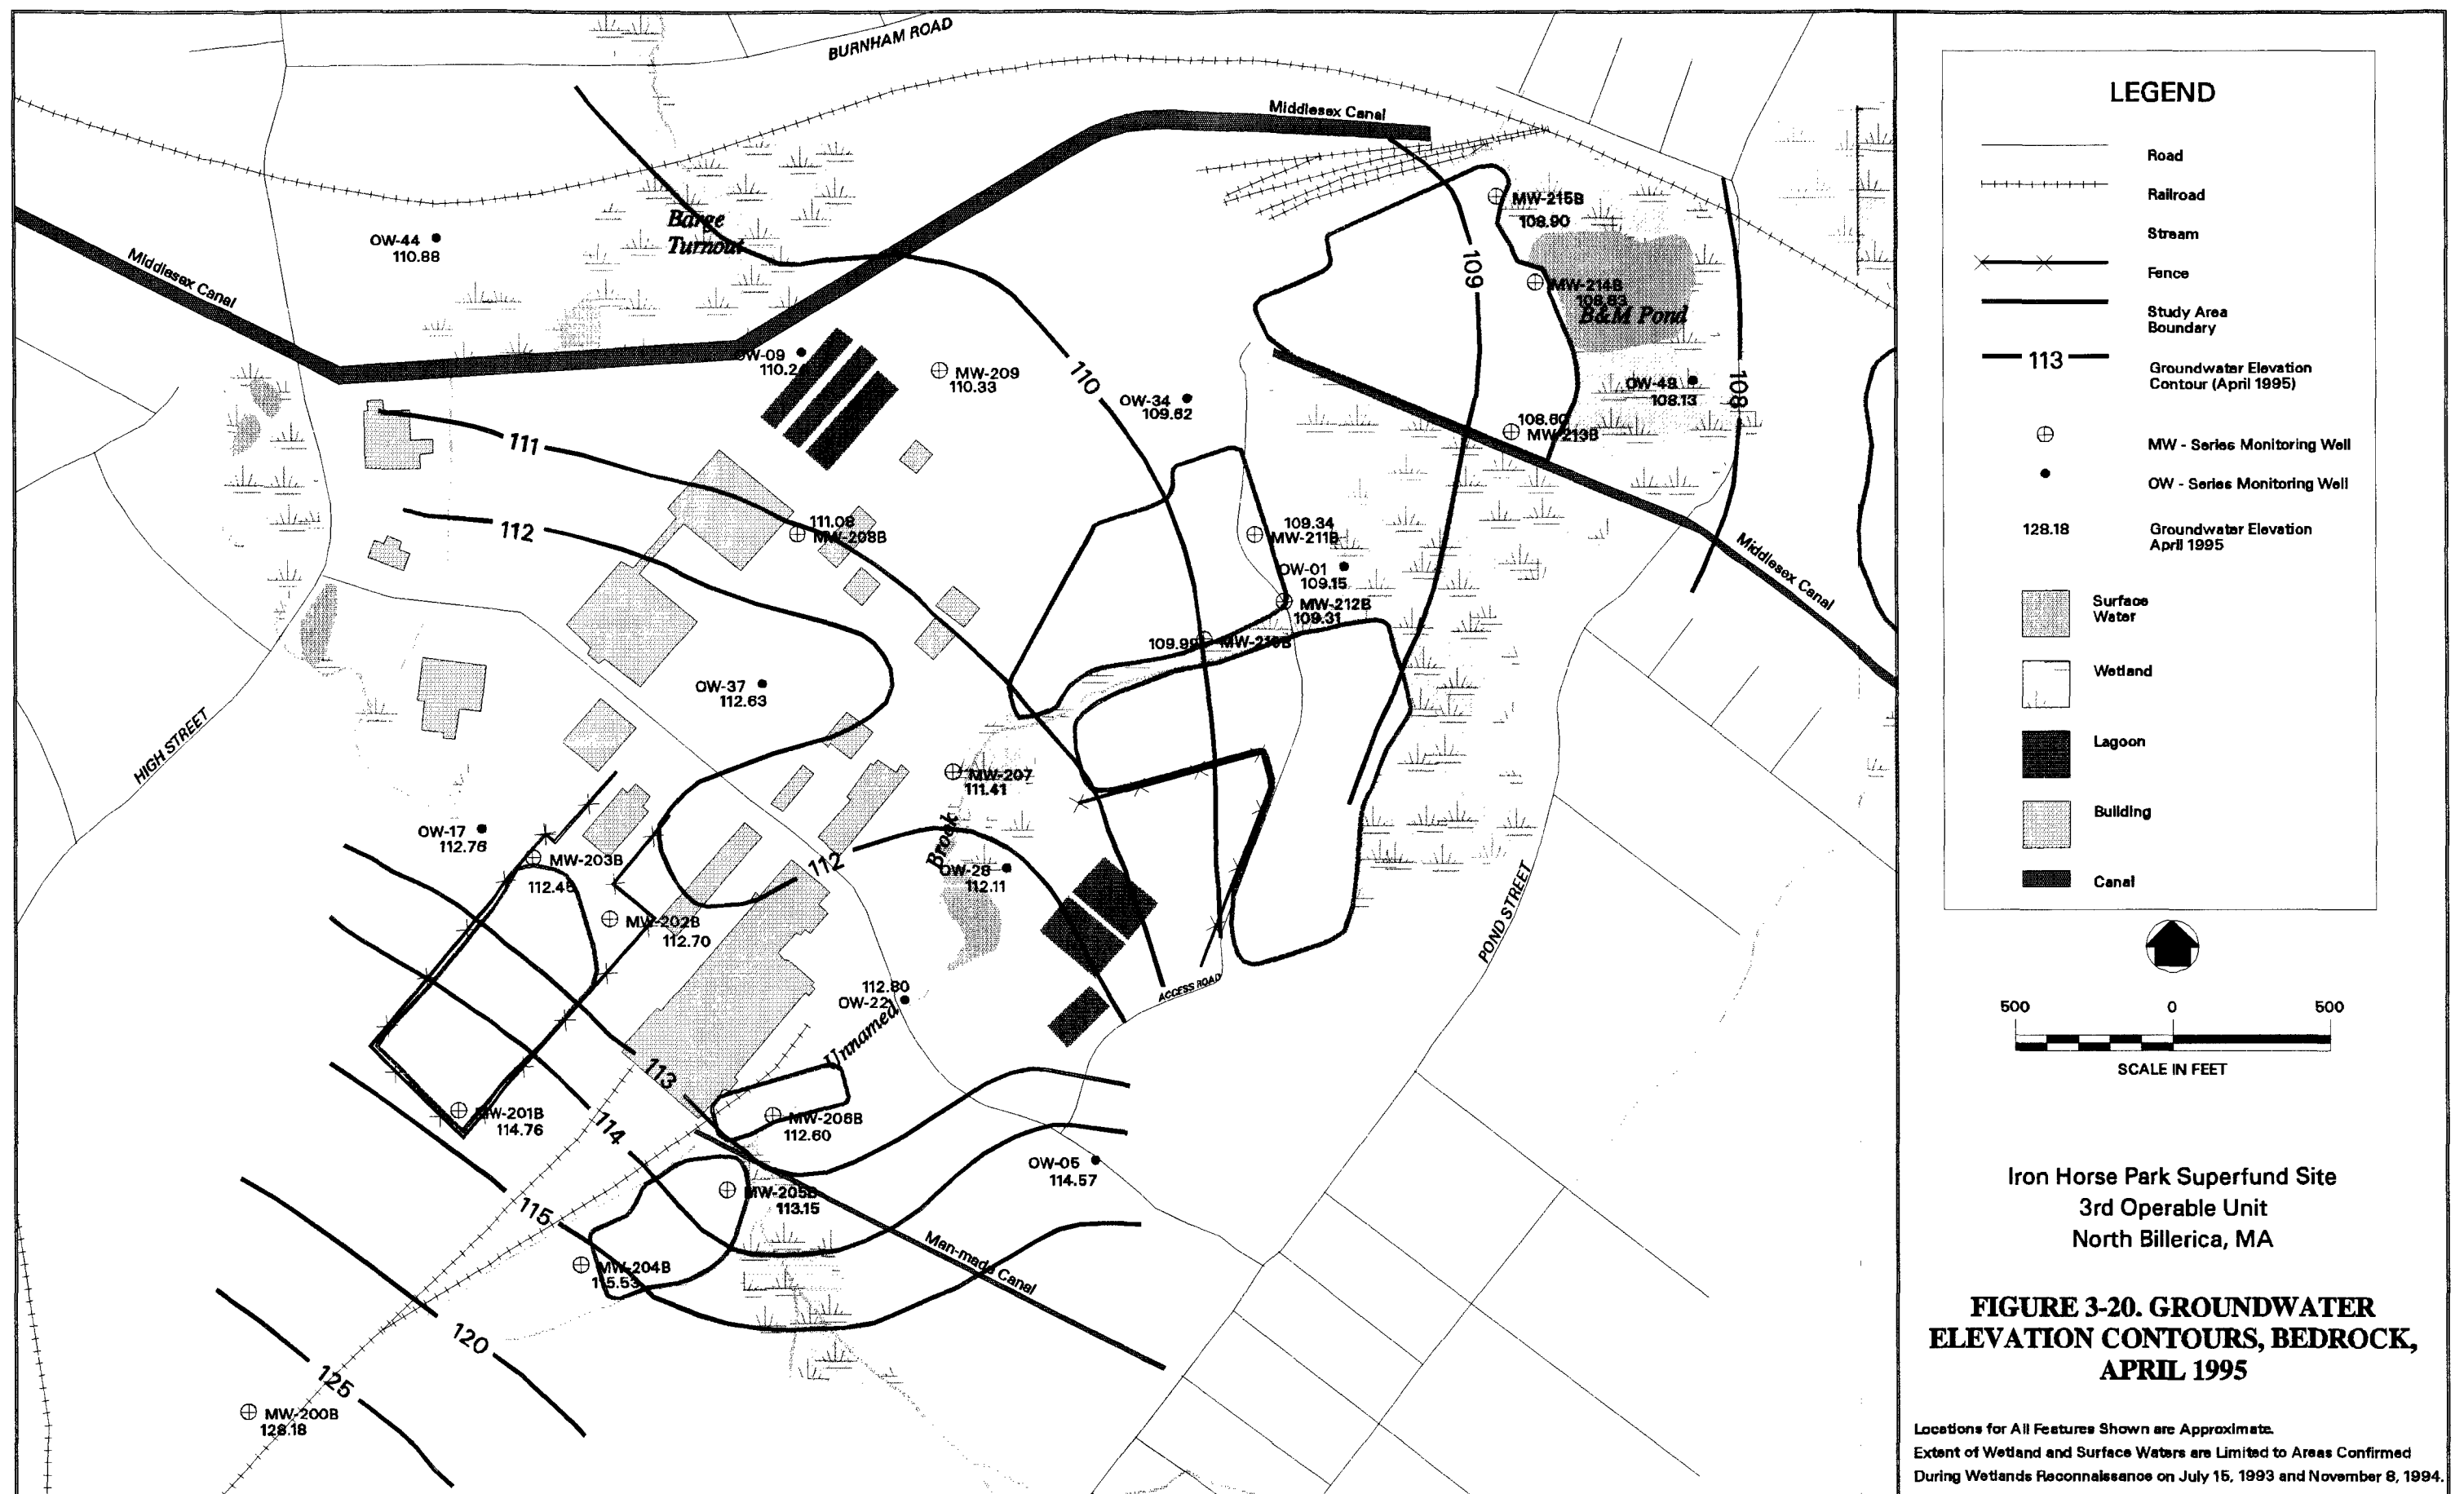 BURNHAM ROAD
Middlesex Canal
Barge
Turnout
OW-44
110.88
Middlesex Canal
MW-215B
108.90
109
MW-214B
108.63
B&M Pond
OW-09
MW-209
110.33
110
OW-34
109.62
OW-49
108.13
108
108.60
MW-213B
111
112
111.08
MW-208B
109.34
MW-211B
OW-01
109.15
MW-212B
109.31
Middlesex Canal
109.99
OW-37
112.63
HIGH STREET
MW-207
111.41
OW-17
112.76
MW-203B
112
Brook
OW-28
112.11
MW-202B
112.70
POND STREET
112.80
OW-22
ACCESS ROAD
Unnamed
113
MW-201B
114.76
114
MW-206B
112.60
OW-05
114.57
MW-205B
113.15
115
MW-204B
115.53
Man-made Canal
120
125
MW-200B
128.18
LEGEND
Road
Railroad
Stream
Fence
Study Area
Boundary
113
Groundwater Elevation
Contour (April 1995)
MW - Series Monitoring Well
OW - Series Monitoring Well
128.18
Groundwater Elevation
April 1995
Surface
Water
Wetland
Lagoon
Building
Canal
500 0 500
SCALE IN FEET
Iron Horse Park Superfund Site
3rd Operable Unit
North Billerica, MA
FIGURE 3-20. GROUNDWATER
ELEVATION CONTOURS, BEDROCK,
APRIL 1995
Locations for All Features Shown are Approximate.
Extent of Wetland and Surface Waters are Limited to Areas Confirmed
During Wetlands Reconnaissance on July 15, 1993 and November 8, 1994.